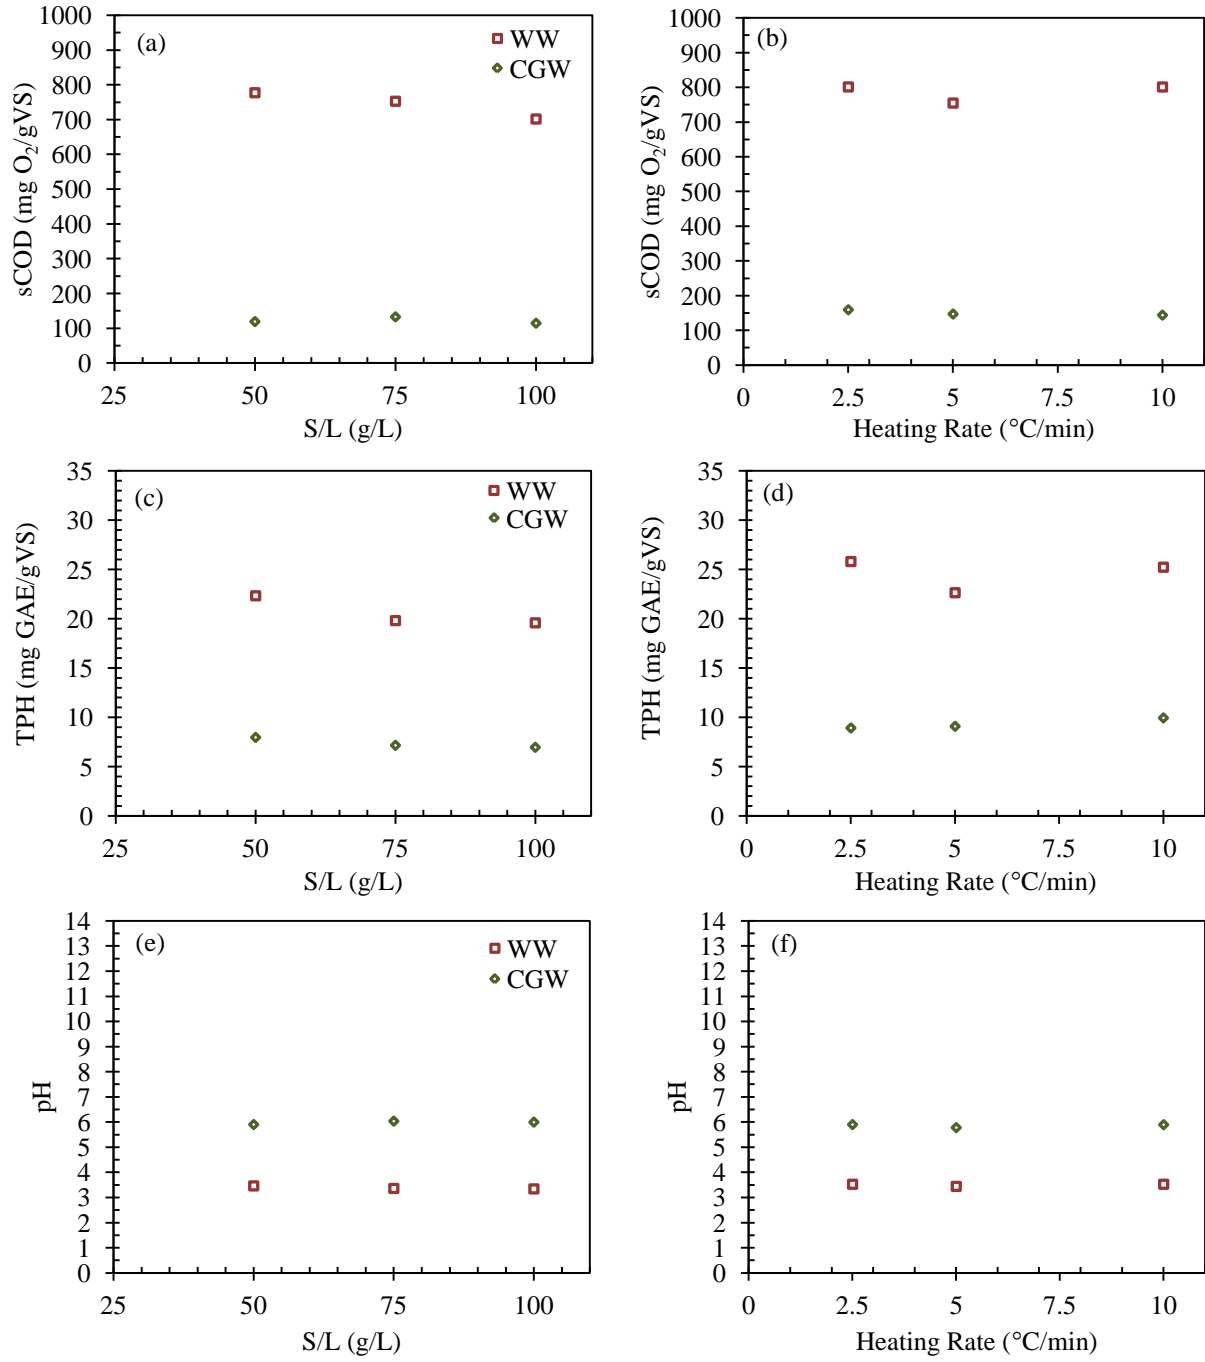 (a)
WW
CGW
1000
900
800
700
600
500
400
300
200
100
0
sCOD (mg O₂/gVS)
25 50 75 100
S/L (g/L)
(b)
1000
900
800
700
600
500
400
300
200
100
0
sCOD (mg O₂/gVS)
0 2.5 5 7.5 10
Heating Rate (°C/min)
(c)
WW
CGW
35
30
25
20
15
10
5
0
TPH (mg GAE/gVS)
25 50 75 100
S/L (g/L)
(d)
35
30
25
20
15
10
5
0
TPH (mg GAE/gVS)
0 2.5 5 7.5 10
Heating Rate (°C/min)
(e)
WW
CGW
14
13
12
11
10
9
8
7
6
5
4
3
2
1
0
pH
25 50 75 100
S/L (g/L)
(f)
14
13
12
11
10
9
8
7
6
5
4
3
2
1
0
pH
0 2.5 5 7.5 10
Heating Rate (°C/min)